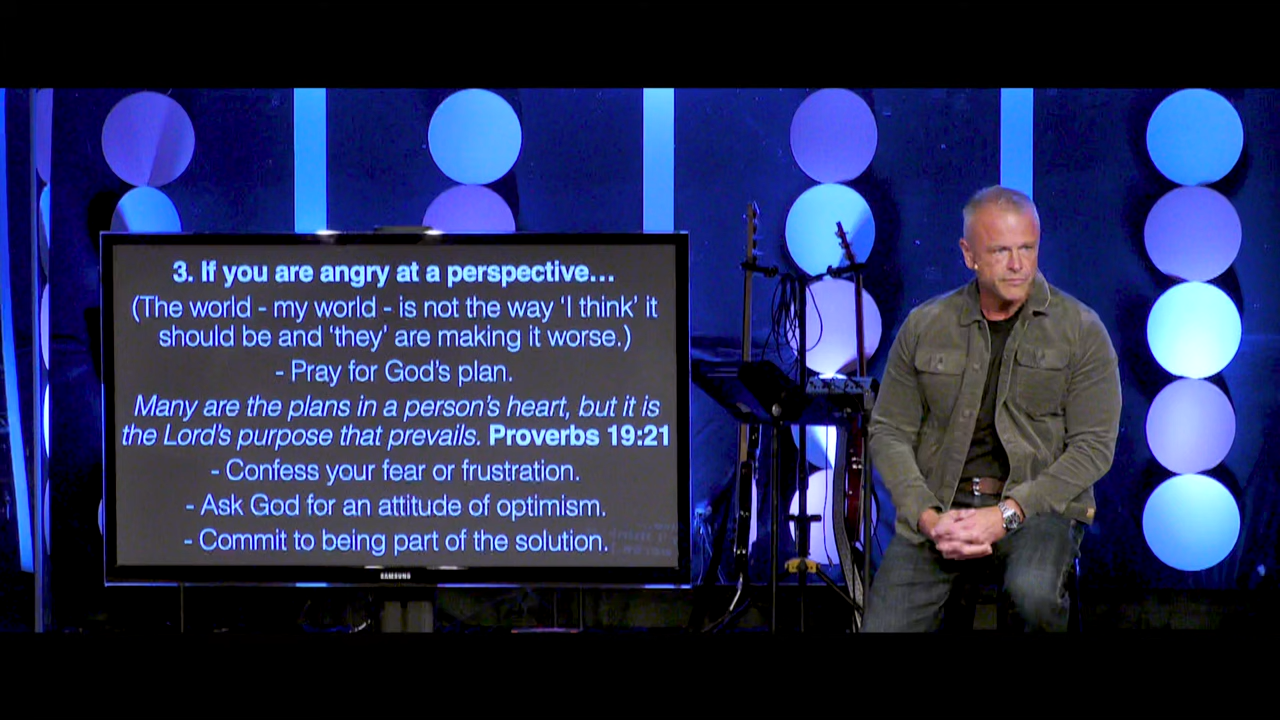 3. If you are angry at a perspective...
(The world - my world - is not the way ‘I think’ it
should be and ‘they’ are making it worse.)
- Pray for God’s plan.
Many are the plans in a person’s heart, but it is
the Lord’s purpose that prevails. Proverbs 19:21
- Confess your fear or frustration.
- Ask God for an attitude of optimism.
- Commit to being part of the solution.
SAMSUNG